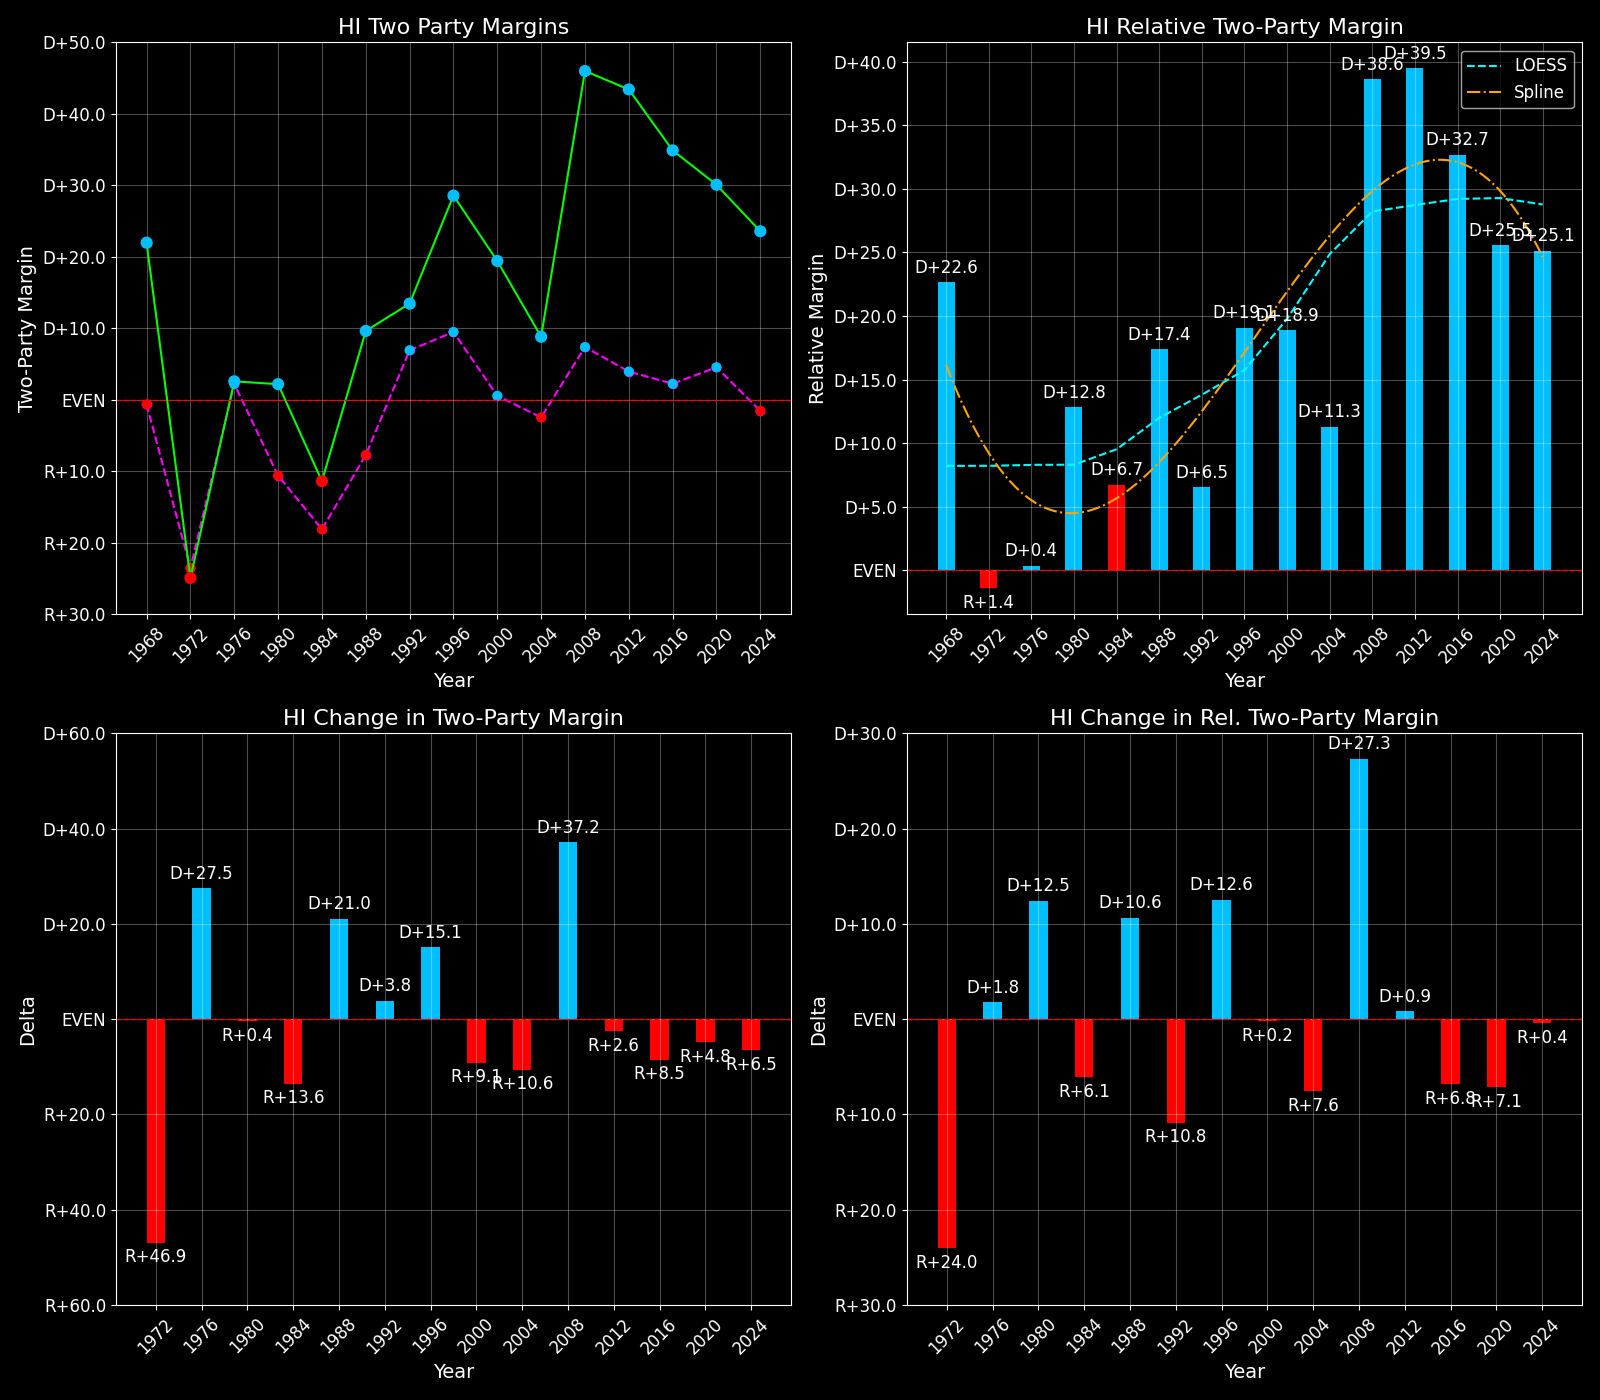 HI Two Party Margins
Two-Party Margin
D+50.0
D+40.0
D+30.0
D+20.0
D+10.0
EVEN
R+10.0
R+20.0
R+30.0
1968 1972 1976 1980 1984 1988 1992 1996 2000 2004 2008 2012 2016 2020 2024
Year
HI Relative Two-Party Margin
Relative Margin
D+40.0
D+35.0
D+30.0
D+25.0
D+20.0
D+15.0
D+10.0
D+5.0
EVEN
LOESS
Spline
D+22.6
R+1.4
D+0.4
D+12.8
D+6.7
D+17.4
D+6.5
D+19.1
D+18.9
D+11.3
D+38.6
D+39.5
D+32.7
D+25.5
D+25.1
1968 1972 1976 1980 1984 1988 1992 1996 2000 2004 2008 2012 2016 2020 2024
Year
HI Change in Two-Party Margin
Delta
D+60.0
D+40.0
D+20.0
EVEN
R+20.0
R+40.0
R+60.0
R+46.9
D+27.5
R+0.4
R+13.6
D+21.0
D+3.8
D+15.1
R+9.1
R+10.6
D+37.2
R+2.6
R+8.5
R+4.8
R+6.5
1972 1976 1980 1984 1988 1992 1996 2000 2004 2008 2012 2016 2020 2024
Year
HI Change in Rel. Two-Party Margin
Delta
D+30.0
D+20.0
D+10.0
EVEN
R+10.0
R+20.0
R+30.0
R+24.0
D+1.8
D+12.5
R+6.1
D+10.6
R+10.8
D+12.6
R+0.2
R+7.6
D+27.3
D+0.9
R+6.8
R+7.1
R+0.4
1972 1976 1980 1984 1988 1992 1996 2000 2004 2008 2012 2016 2020 2024
Year